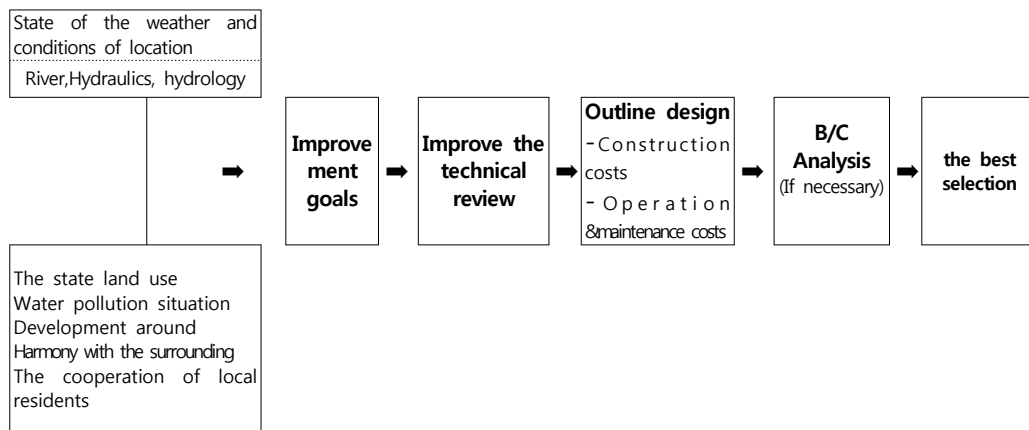 State of the weather and
conditions of location
River,Hydraulics, hydrology
The state land use
Water pollution situation
Development around
Harmony with the surrounding
The cooperation of local
residents
Improve
ment
goals
Improve the
technical
review
Outline design
-Construction
costs
-Operation
&maintenance costs
B/C
Analysis
(If necessary)
the best
selection